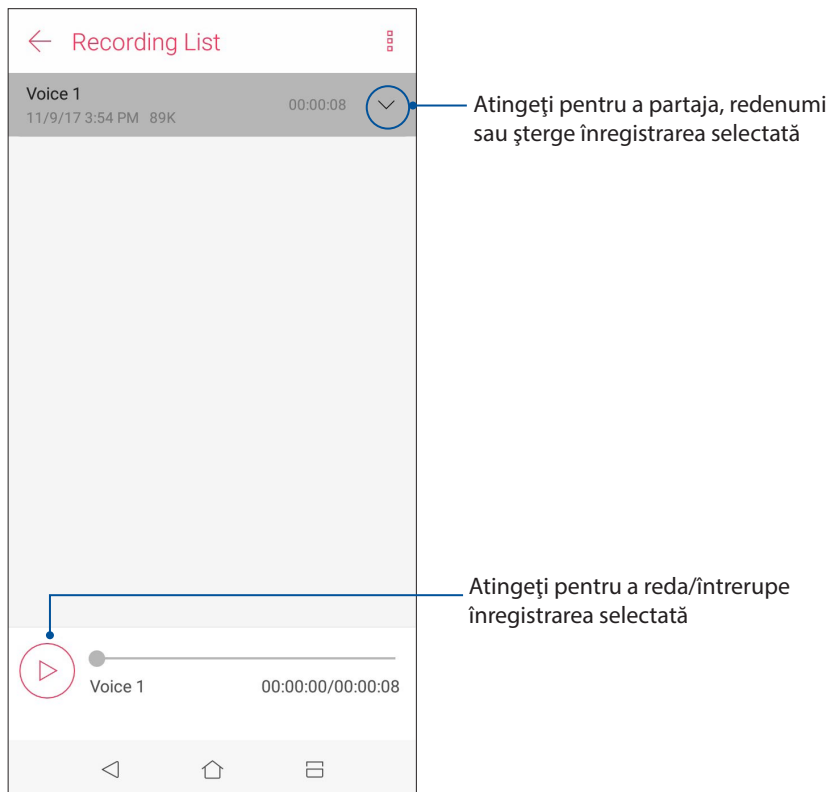 Recording List
Voice 1
00:00:08
11/9/17 3:54 PM 89K
Atingeţi pentru a partaja, redenumi
sau şterge înregistrarea selectată
Atingeţi pentru a reda/întrerupe
înregistrarea selectată
Voice 1
00:00:00/00:00:08